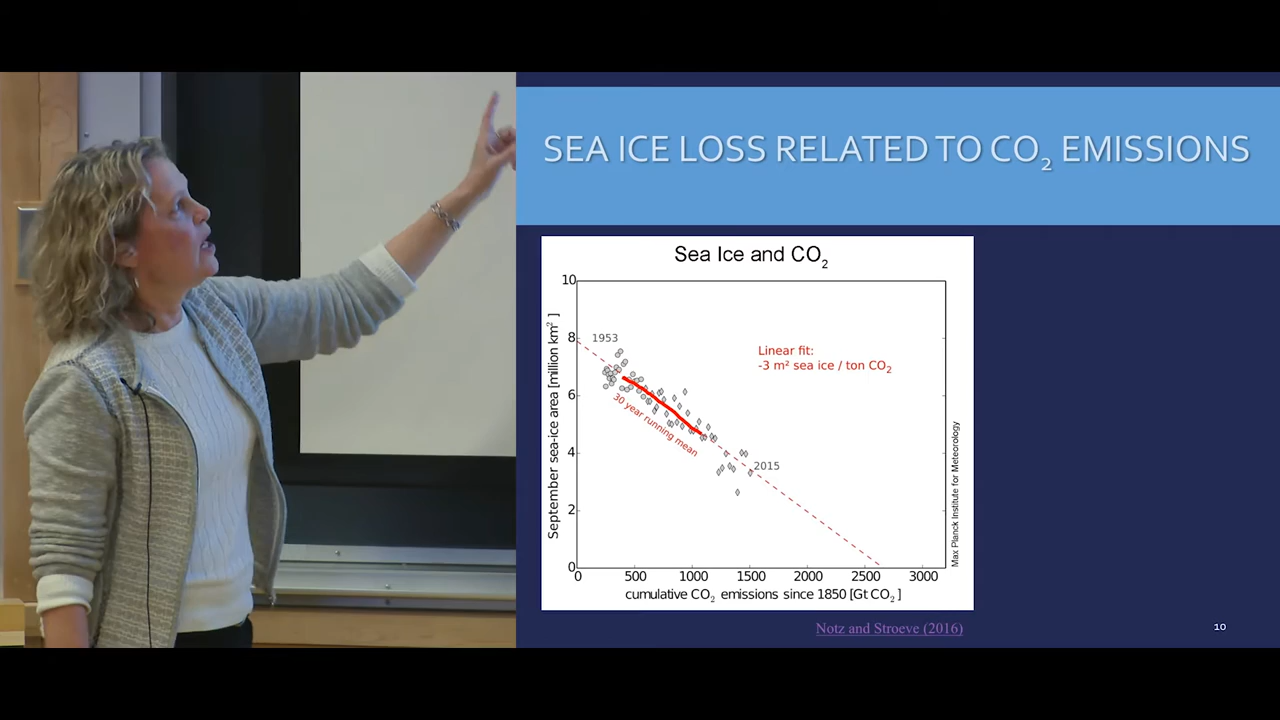 SEA ICE LOSS RELATED TO CO₂ EMISSIONS
Sea Ice and CO₂
10
8
6
4
2
0
September sea-ice area [million km²]
1953
Linear fit:
-3 m² sea ice / ton CO₂
30 year running mean
2015
0 500 1000 1500 2000 2500 3000
cumulative CO₂ emissions since 1850 [Gt CO₂]
Max Planck Institute for Meteorology
Notz and Stroeve (2016)
10